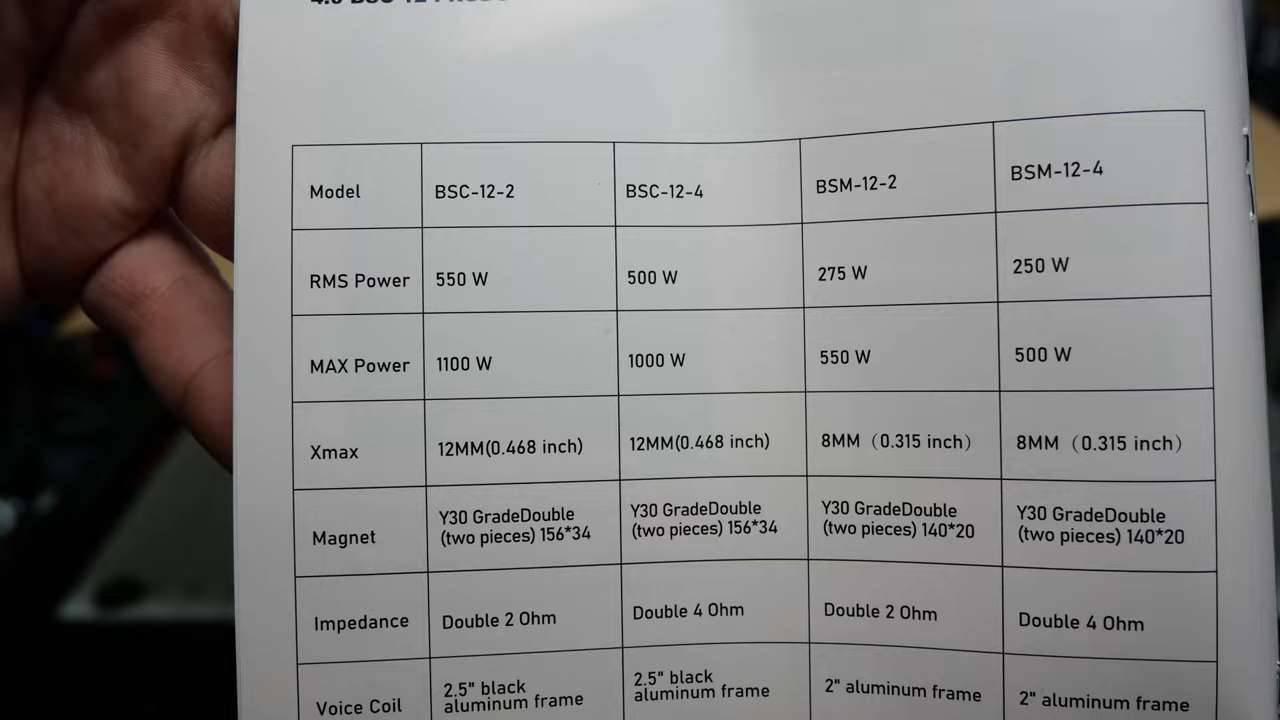 Model BSC-12-2 BSC-12-4 BSM-12-2 BSM-12-4
RMS Power 550 W 500 W 275 W 250 W
MAX Power 1100 W 1000 W 550 W 500 W
Xmax 12MM(0.468 inch) 12MM(0.468 inch) 8MM（0.315 inch） 8MM（0.315 inch）
Magnet
Y30 GradeDouble
(two pieces) 156*34
Y30 GradeDouble
(two pieces) 156*34
Y30 GradeDouble
(two pieces) 140*20
Y30 GradeDouble
(two pieces) 140*20
Impedance Double 2 Ohm Double 4 Ohm Double 2 Ohm Double 4 Ohm
Voice Coil
2.5" black
aluminum frame
2.5" black
aluminum frame
2" aluminum frame
2" aluminum frame